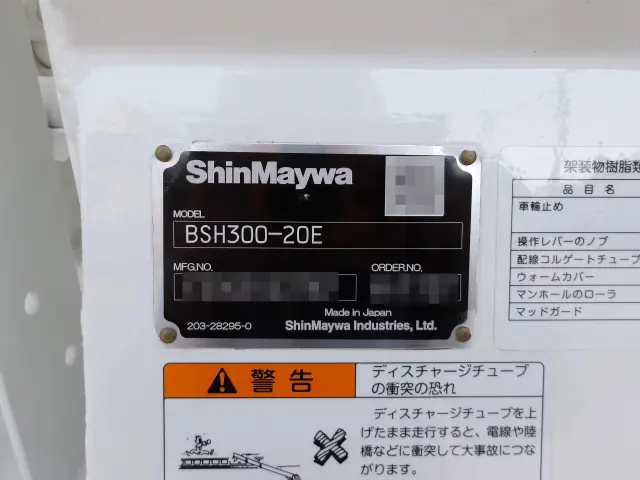 ShinMaywa
MODEL
BSH300-20E
MFG.NO.
ORDER.NO.
Made in Japan
203-28295-0
ShinMaywa Industries, Ltd.
架装物樹脂類
品目名
車輪止め
操作レバーのノブ
配線コルゲートチューブ
ウォームカバー
マンホールのローラ
マッドガード
警告
ディスチャージチューブ
の衝突の恐れ
ディスチャージチューブを上
げたまま走行すると、電線や陸
橋などに衝突して大事故につな
がります。